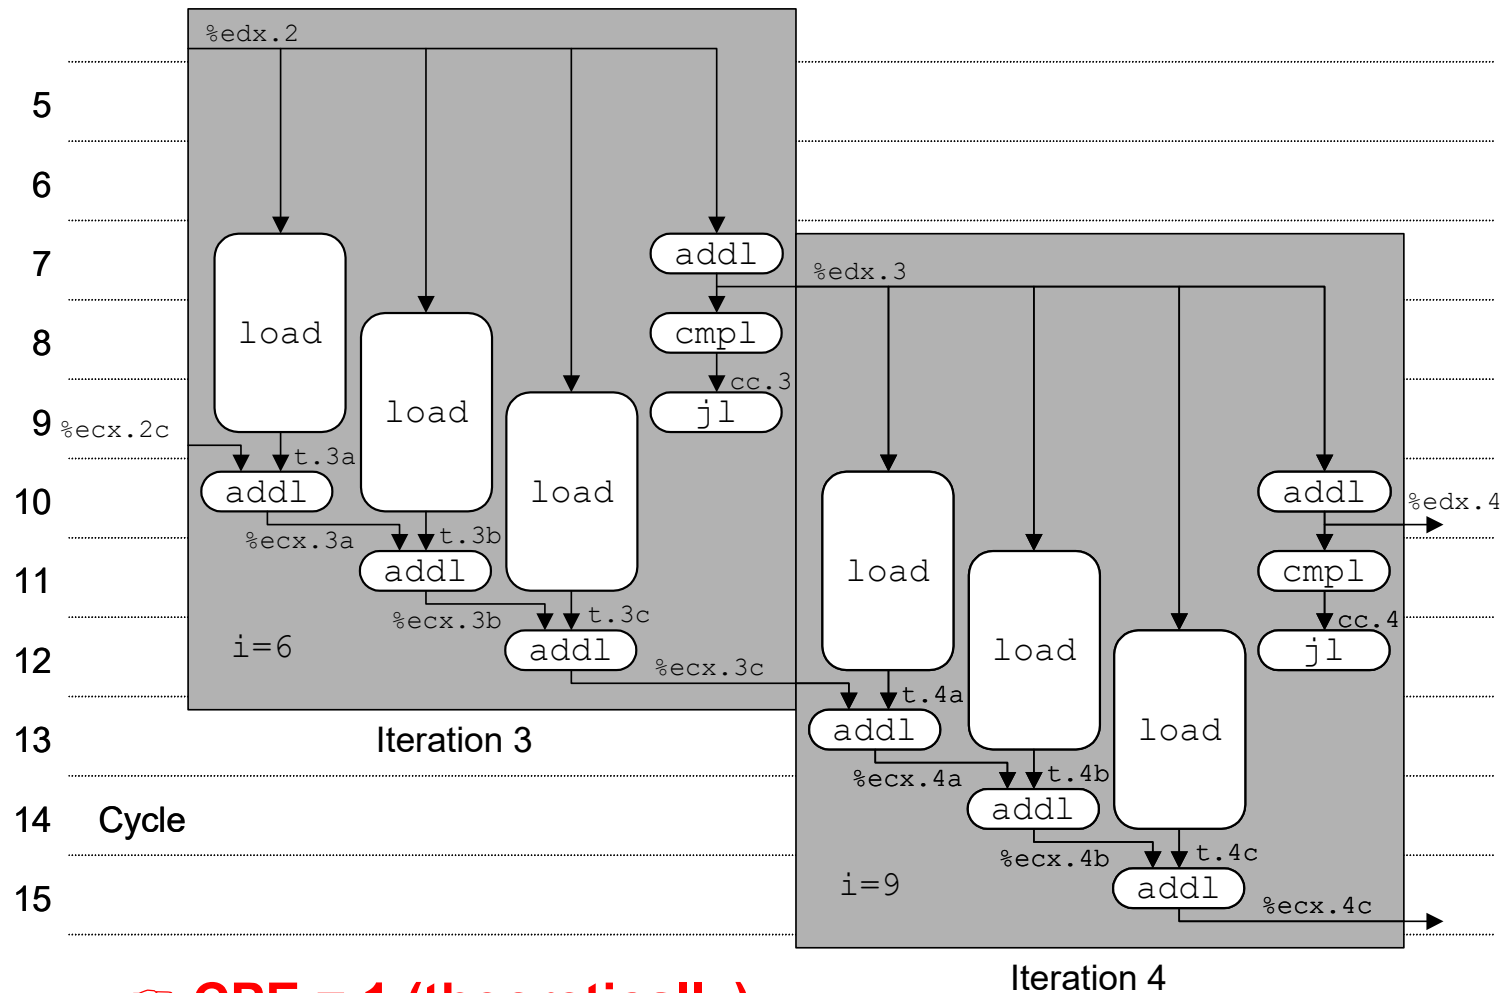 %edx.2
5
6
7
addl
%edx.3
load
8
cmpl
load
cc.3
9
%ecx.2c
jl
t.3a
load
10
addl
addl
%edx.4
%ecx.3a
t.3b
load
11
addl
cmpl
%ecx.3b
t.3c
cc.4
i=6
load
12
addl
jl
%ecx.3c
t.4a
load
13
Iteration 3
addl
%ecx.4a
t.4b
14
Cycle
addl
%ecx.4b
t.4c
i=9
15
addl
%ecx.4c
Iteration 4
CPE = 1 (theoretically)